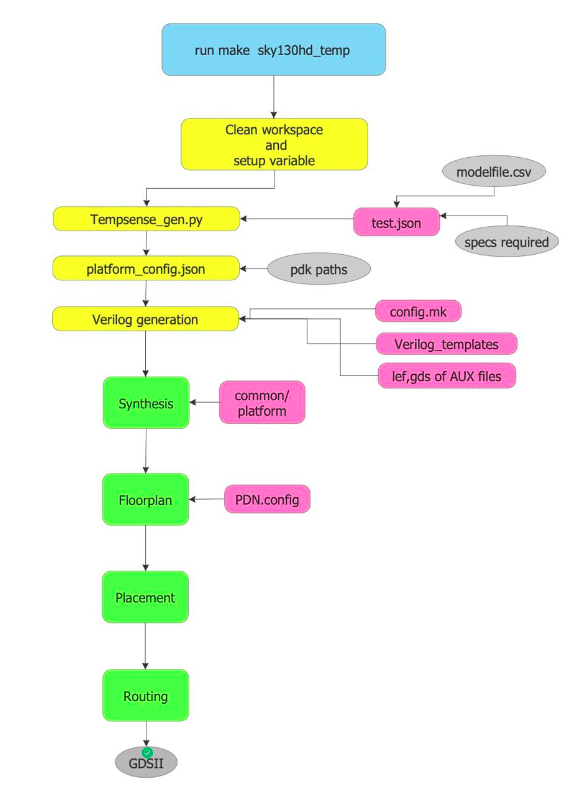 run make  sky130hd_temp
Clean workspace
and
setup variable
modelfile.csv
Tempsense_gen.py
test.json
specs required
platform_config.json
pdk paths
config.mk
Verilog generation
Verilog_templates
lef,gds of AUX files
Synthesis
common/
platform
Floorplan
PDN.config
Placement
Routing
GDSII